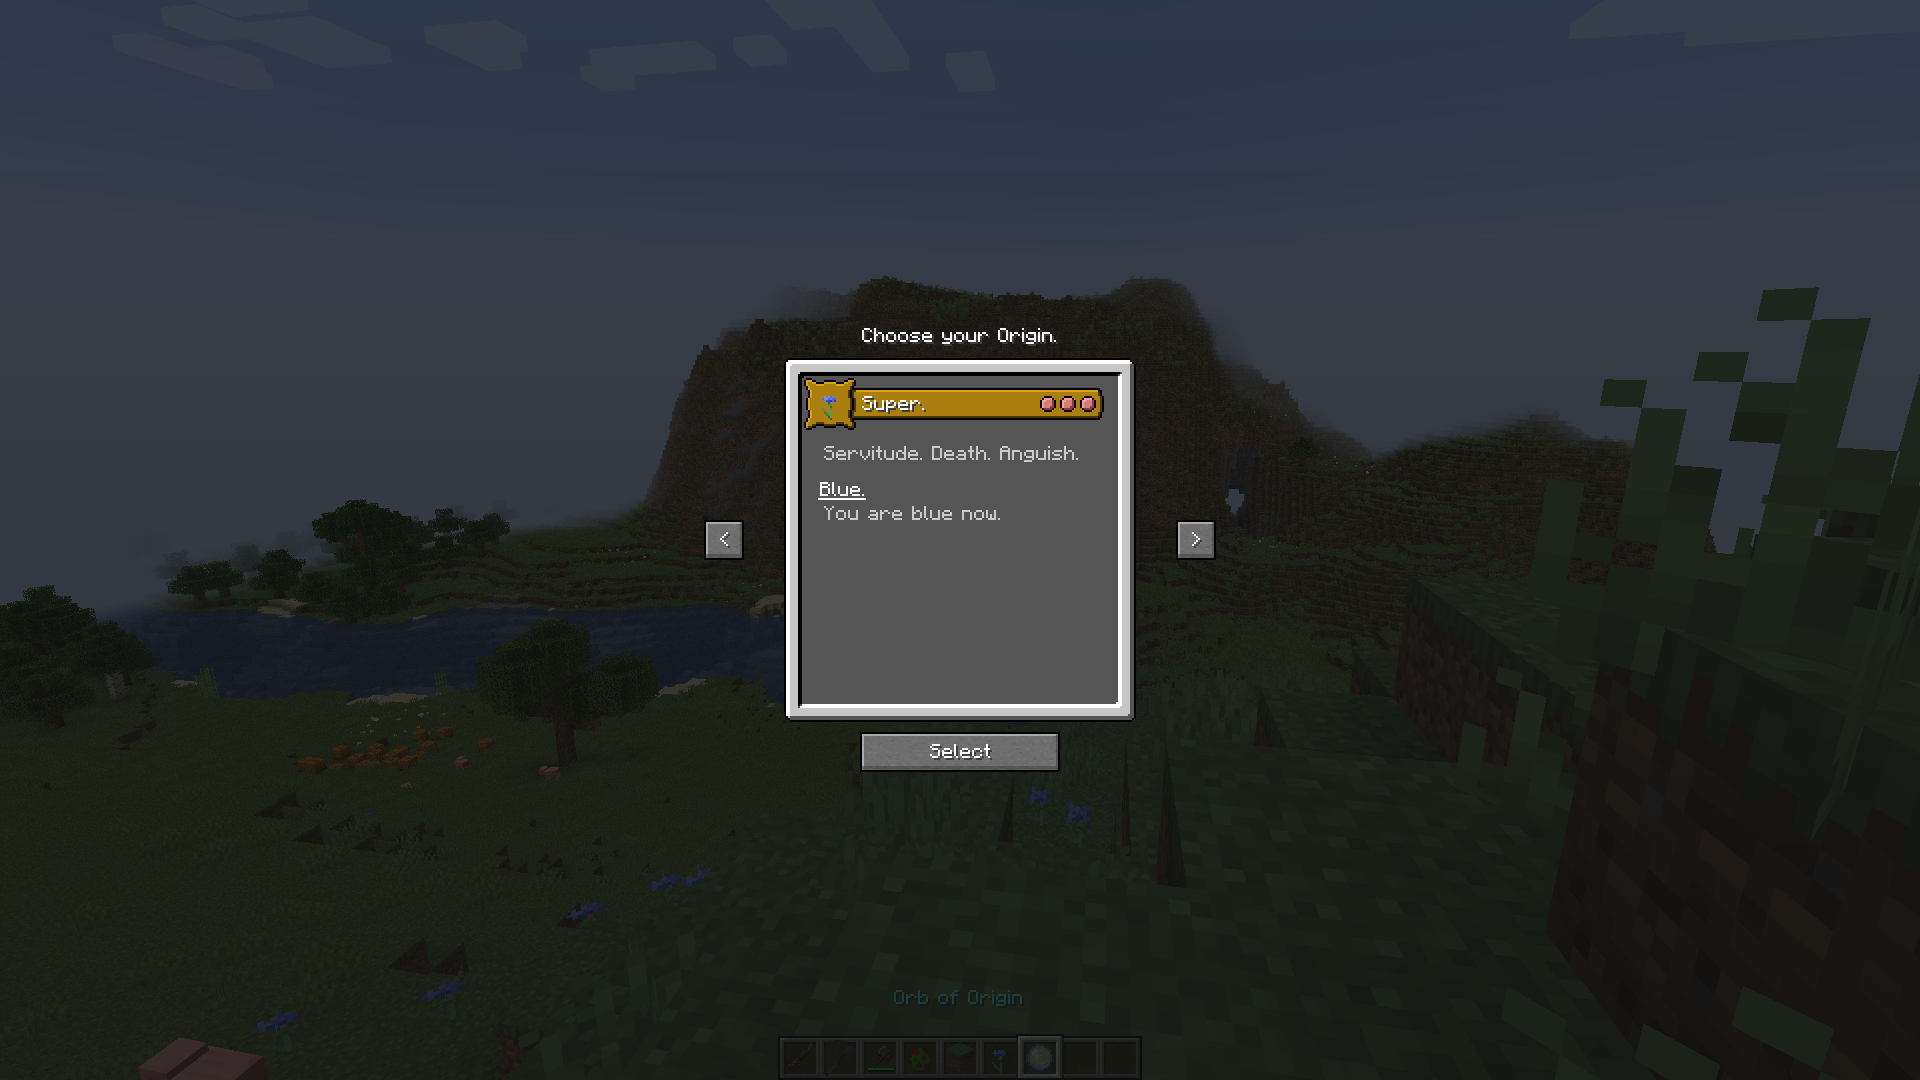 Choose your Origin.
Super.
Servitude. Death. Anguish.
Blue.
You are blue now.
<
>
Select
Orb of Origin